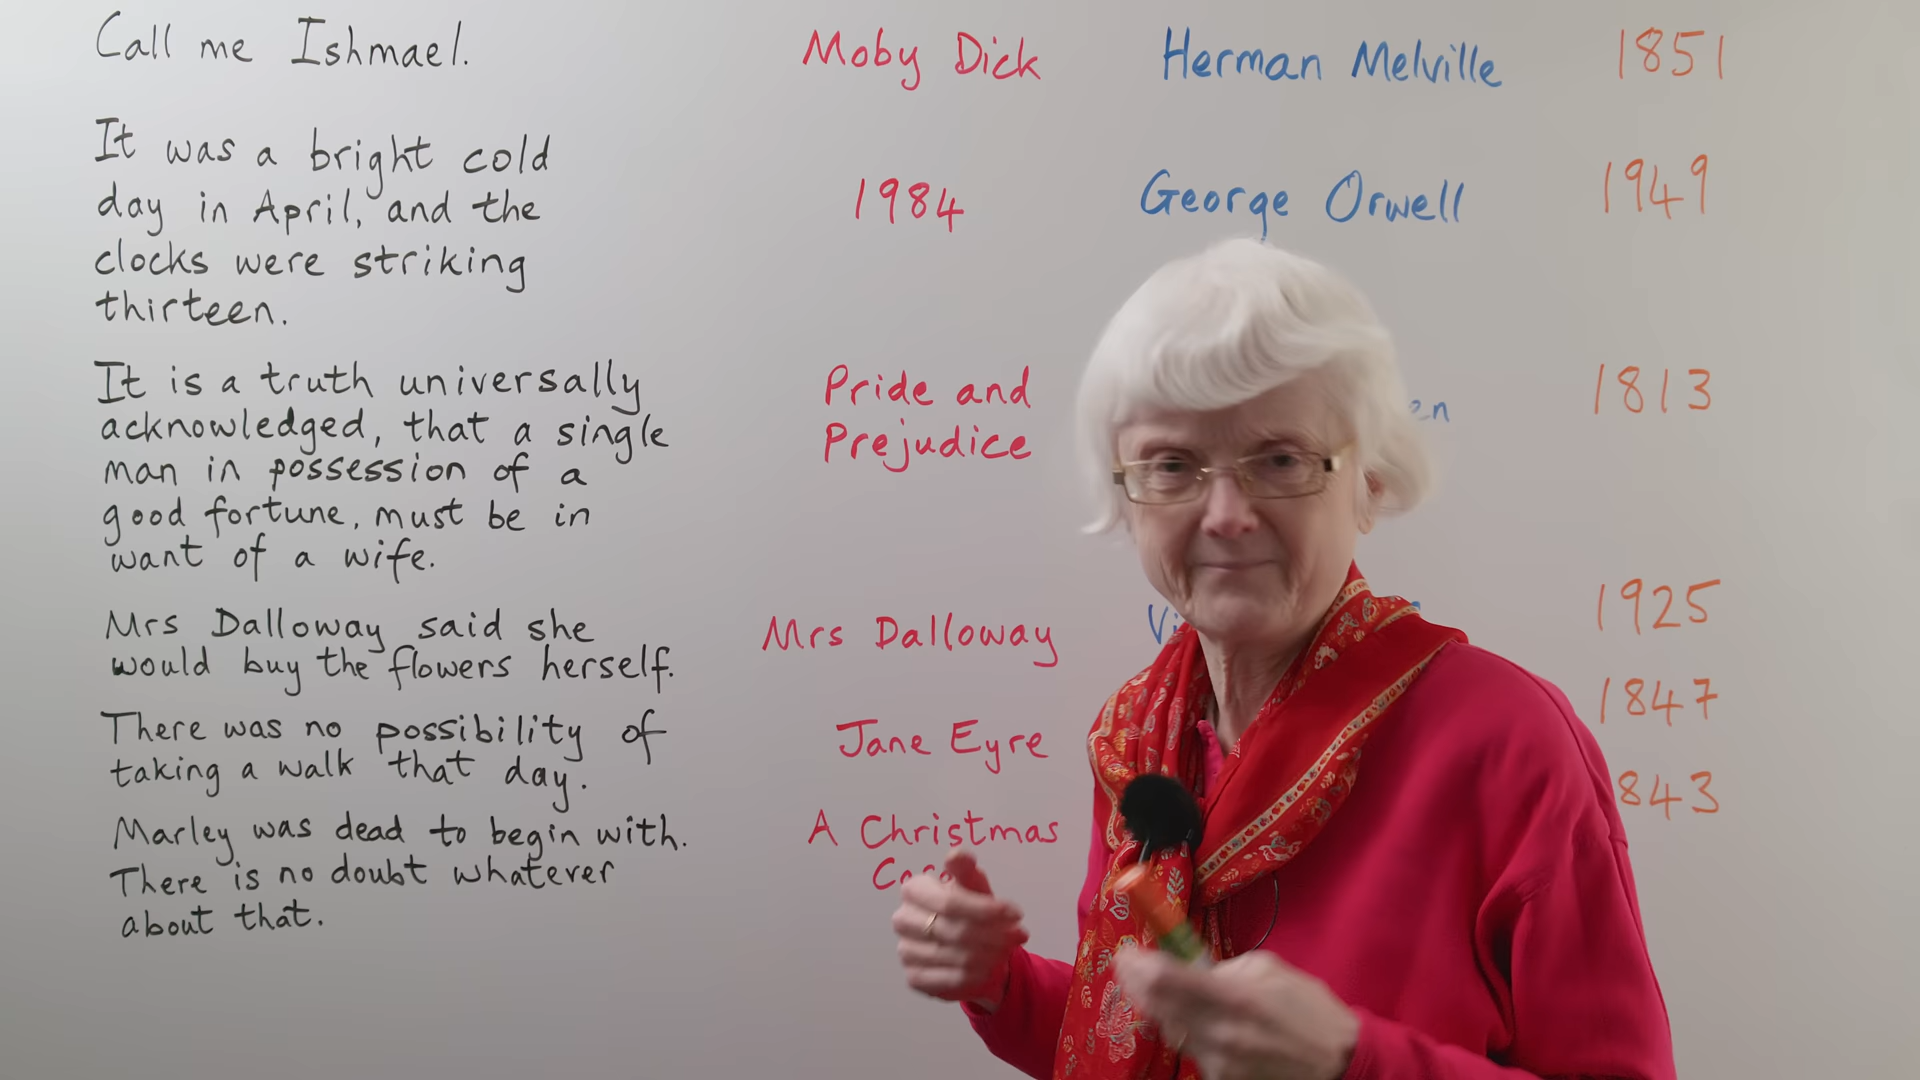 Call me Ishmael.
Moby Dick
Herman Melville
1851
It was a bright cold
day in April, and the
clocks were striking
thirteen.
1984
George Orwell
1949
It is a truth universally
acknowledged, that a single
man in possession of a
good fortune, must be in
want of a wife.
Pride and
Prejudice
1813
Mrs Dalloway said she
would buy the flowers herself.
Mrs Dalloway
1925
There was no possibility of
taking a walk that day.
Jane Eyre
1847
Marley was dead to begin with.
There is no doubt whatever
about that.
A Christmas
843